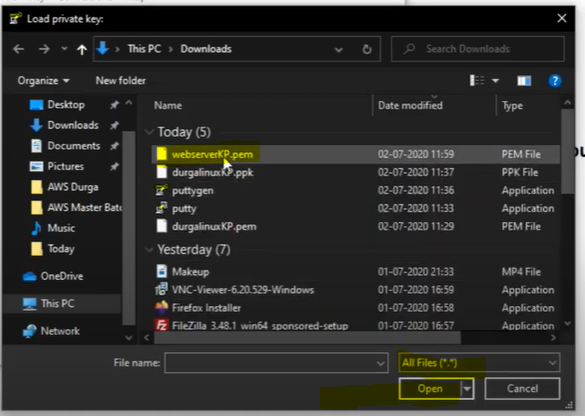 Load private key:
This PC > Downloads
Search Downloads
Organize
New folder
Name
Date modified
Type
Desktop
Downloads
Documents
Pictures
AWS Durga
AWS Master Batc
Music
Today
OneDrive
This PC
Network
Today (5)
webserverKP.pem 02-07-2020 11:59 PEM File
durgalinuxKP.ppk 02-07-2020 11:37 PPK File
puttygen 02-07-2020 11:36 Application
putty 02-07-2020 11:33 Application
durgalinuxKP.pem 02-07-2020 11:29 PEM File
Yesterday (7)
Makeup 01-07-2020 21:33 MP4 File
VNC-Viewer-6.20.529-Windows 01-07-2020 16:59 Application
Firefox Installer 01-07-2020 16:58 Application
FileZilla_3.48.1_win64_sponsored-setup 01-07-2020 16:57 Application
File name:
All Files (*.*)
Open
Cancel